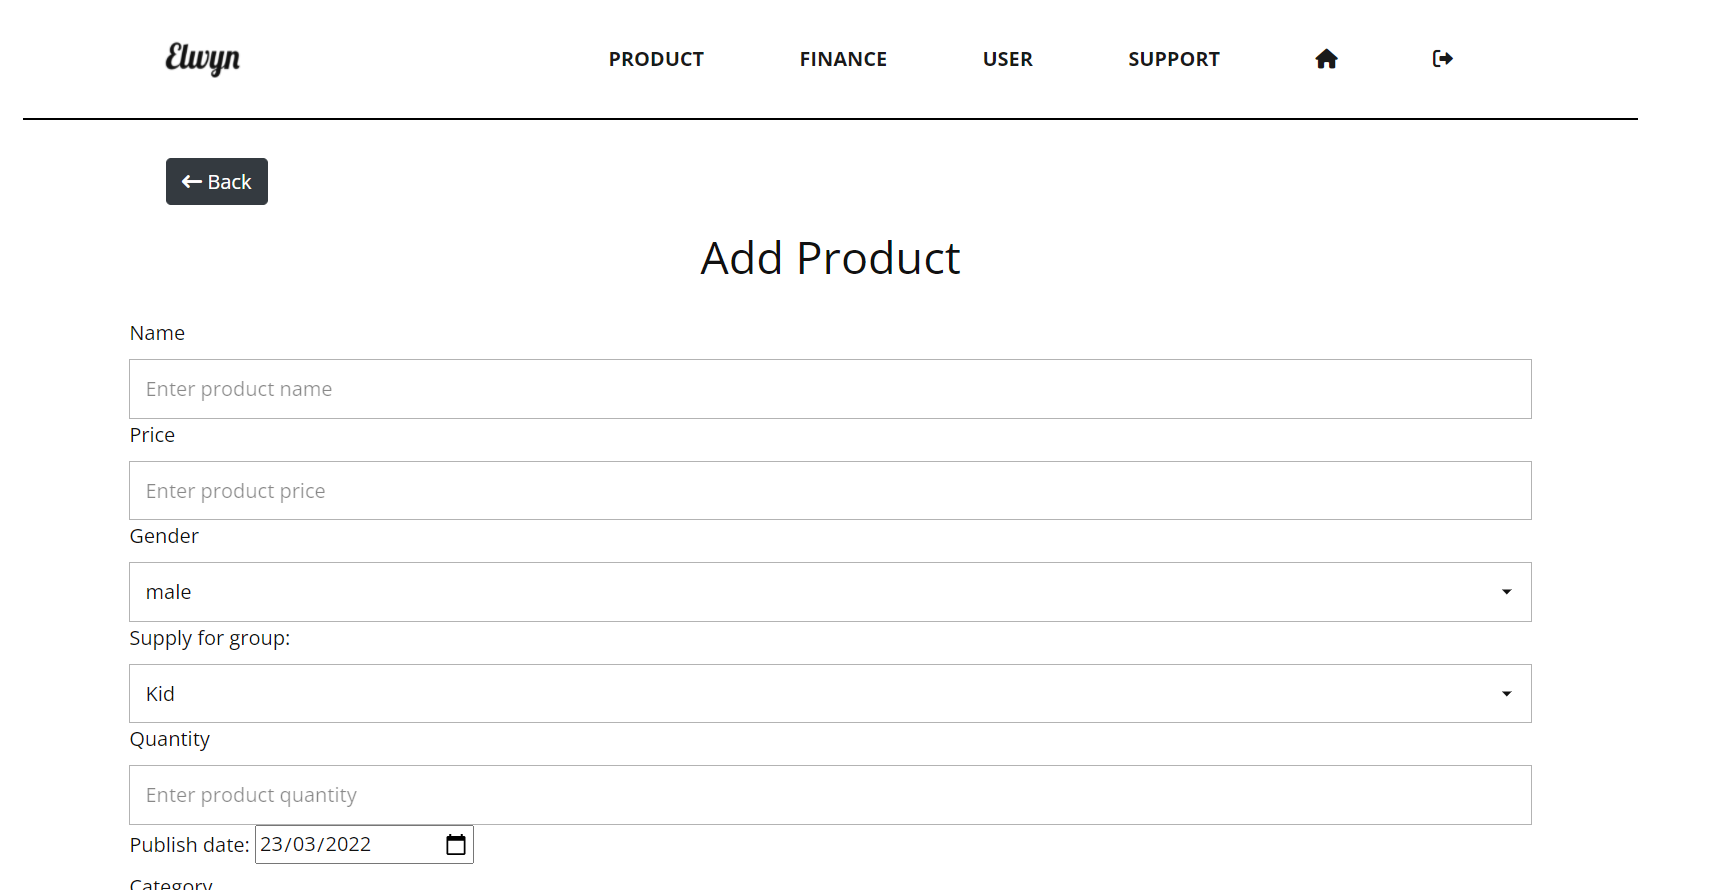 Elwyn PRODUCT FINANCE USER SUPPORT
Back
Add Product
Name
Enter product name
Price
Enter product price
Gender
male
Supply for group:
Kid
Quantity
Enter product quantity
Publish date: 23/03/2022
Category